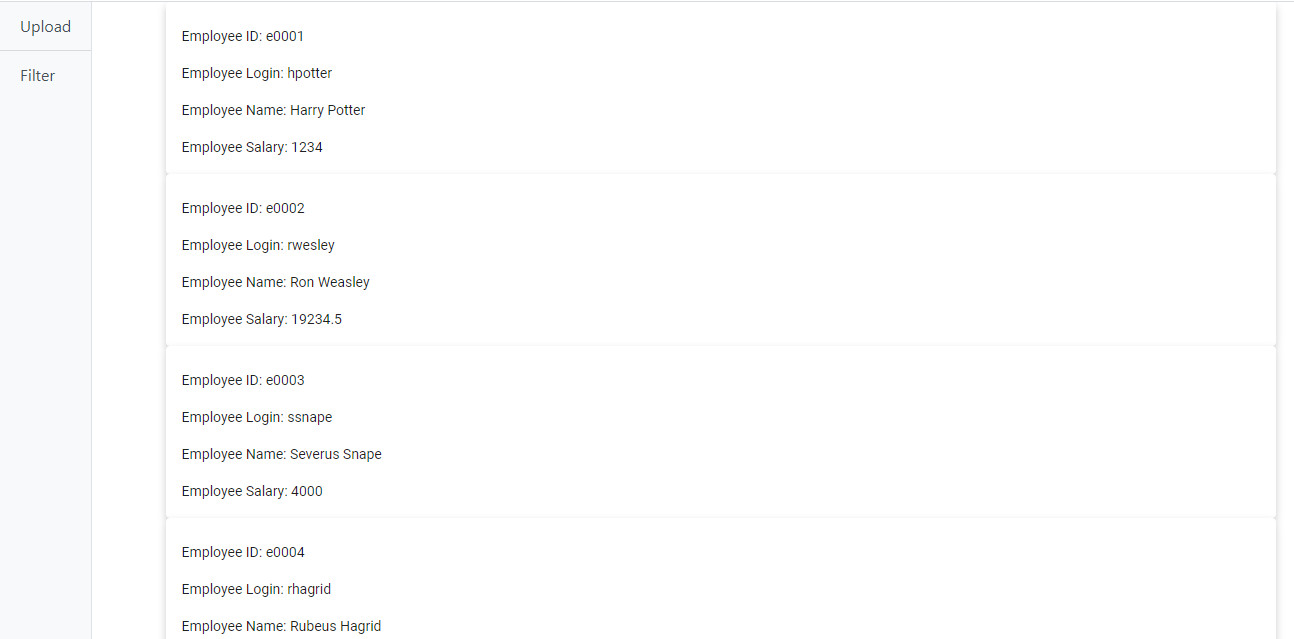 Upload
Filter
Employee ID: e0001
Employee Login: hpotter
Employee Name: Harry Potter
Employee Salary: 1234
Employee ID: e0002
Employee Login: rwesley
Employee Name: Ron Weasley
Employee Salary: 19234.5
Employee ID: e0003
Employee Login: ssnape
Employee Name: Severus Snape
Employee Salary: 4000
Employee ID: e0004
Employee Login: rhagrid
Employee Name: Rubeus Hagrid